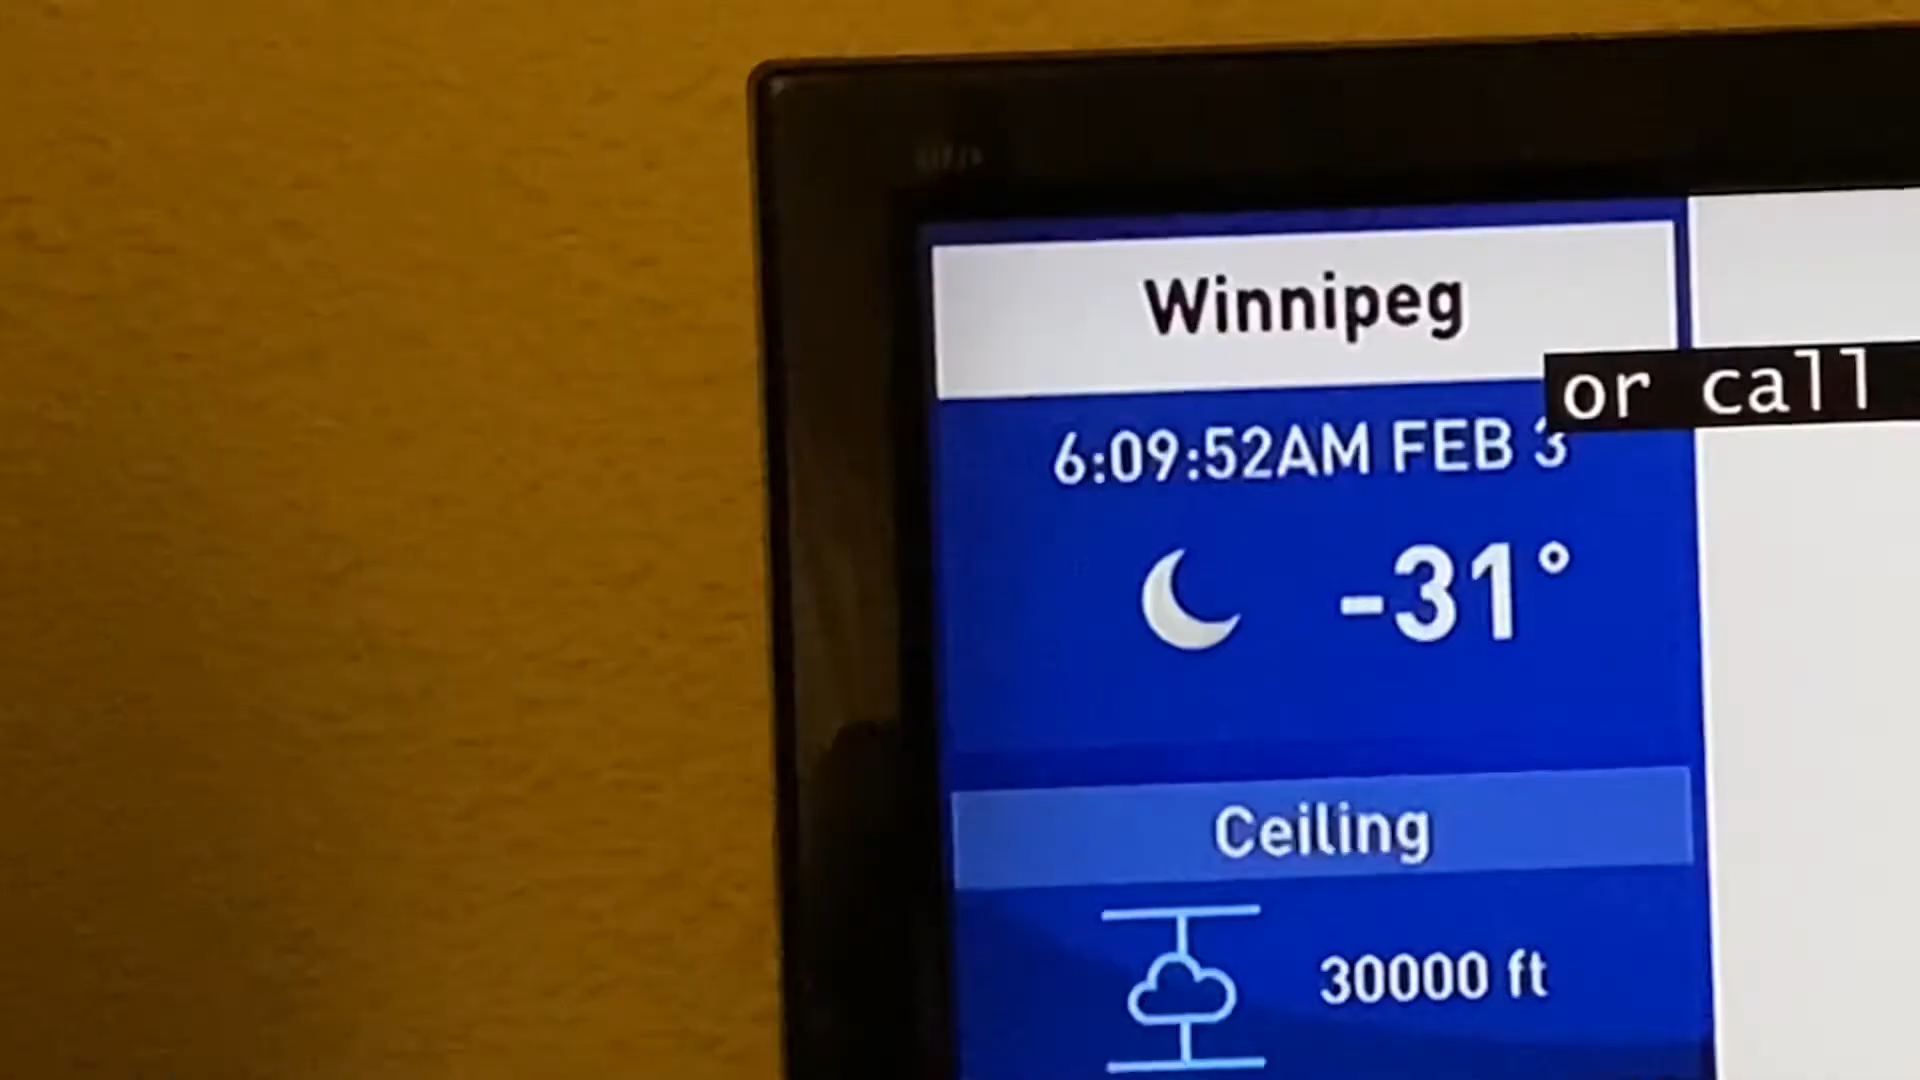 Winnipeg
or call
6:09:52AM FEB 3
-31°
Ceiling
30000 ft